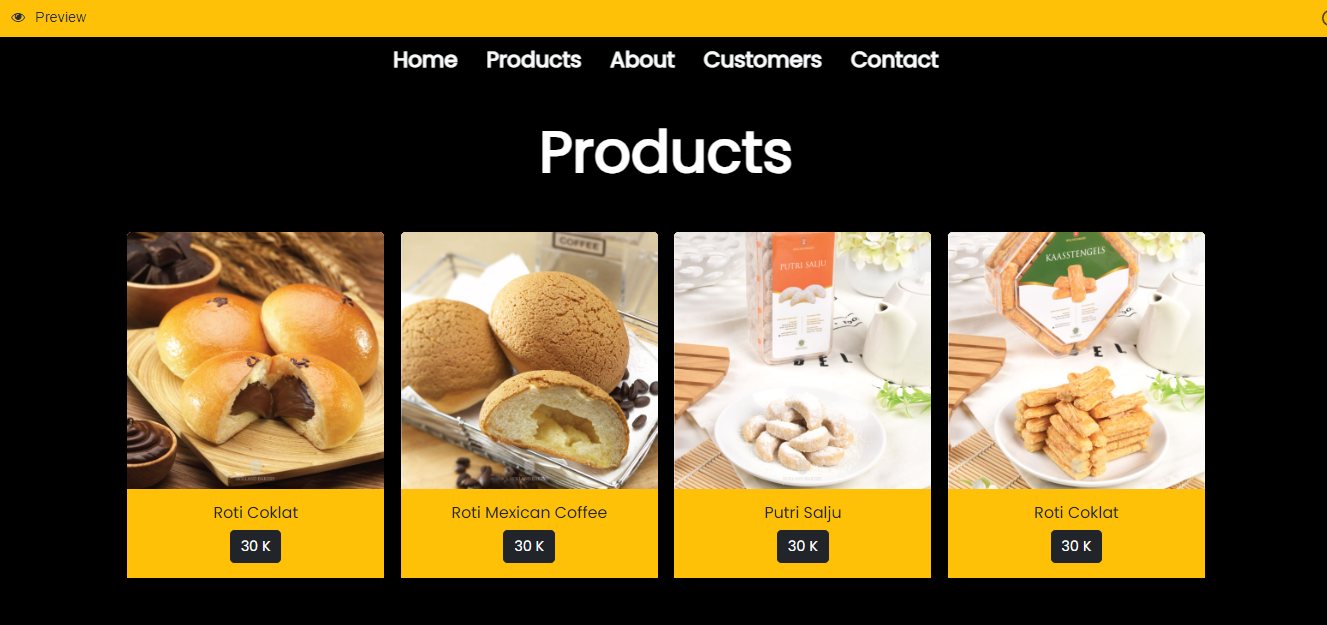 Preview
Home Products About Customers Contact
Products
COFFEE
PUTRI SALJU
KAASSTENGELS
Roti Coklat
30 K
Roti Mexican Coffee
30 K
Putri Salju
30 K
Roti Coklat
30 K